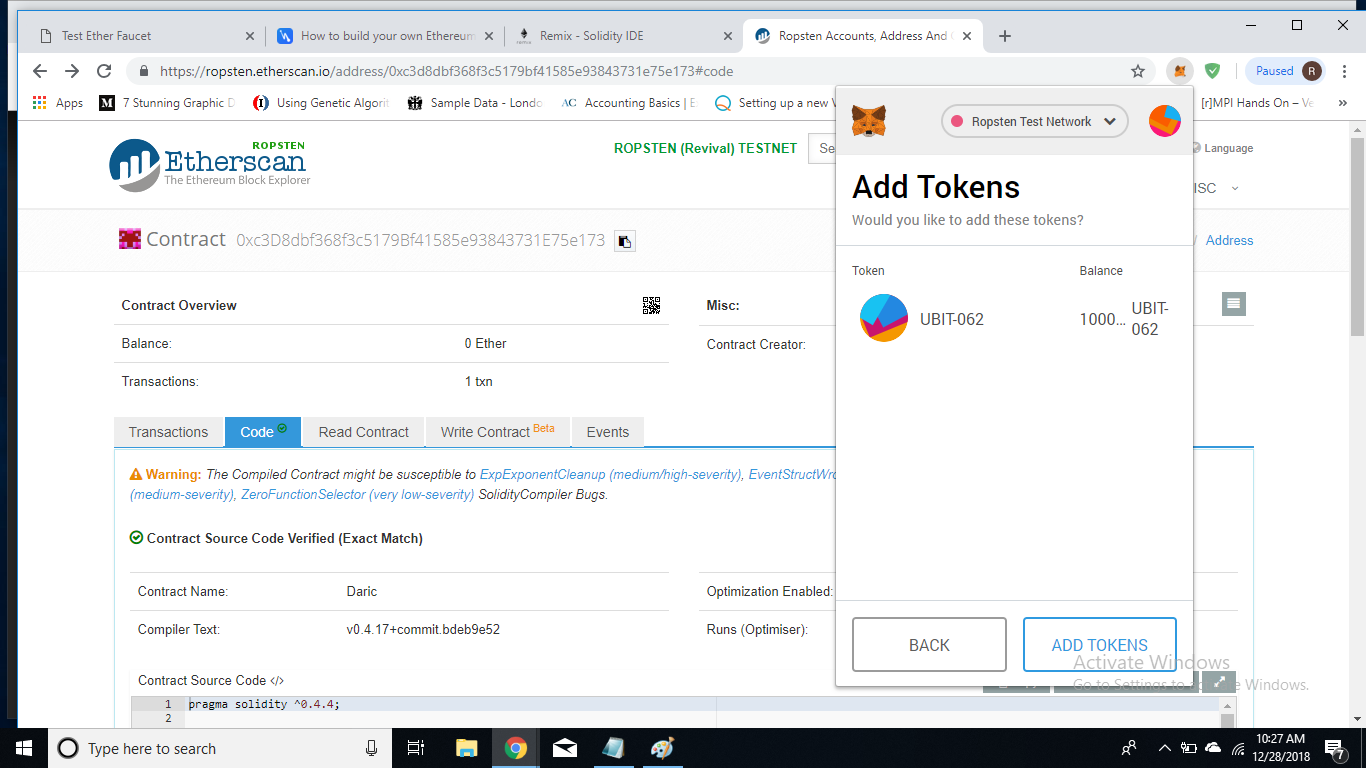 Test Ether Faucet
How to build your own Ethereum
Remix - Solidity IDE
Ropsten Accounts, Address And
https://ropsten.etherscan.io/address/0xc3d8dbf368f3c5179bf41585e93843731e75e173#code
Paused
R
Apps
M
7 Stunning Graphic D
Using Genetic Algorit
Sample Data - Londo
AC
Accounting Basics | E
Setting up a new
[r]MPI Hands On – Ve
»
ROPSTEN
Etherscan
The Ethereum Block Explorer
ROPSTEN (Revival) TESTNET
Se
Language
ISC
Ropsten Test Network
Add Tokens
Would you like to add these tokens?
Token
Balance
UBIT-062
1000...
UBIT-
062
BACK
ADD TOKENS
Contract 0xc3D8dbf368f3c5179Bf41585e93843731E75e173
/ Address
Contract Overview
Misc:
Balance:
0 Ether
Contract Creator:
Transactions:
1 txn
Transactions
Code
Read Contract
Write Contract Beta
Events
Warning: The Compiled Contract might be susceptible to ExpExponentCleanup (medium/high-severity), EventStructWro
(medium-severity), ZeroFunctionSelector (very low-severity) SolidityCompiler Bugs.
Contract Source Code Verified (Exact Match)
Contract Name:
Daric
Optimization Enabled:
Compiler Text:
v0.4.17+commit.bdeb9e52
Runs (Optimiser):
Contract Source Code </>
1 pragma solidity ^0.4.4;
2
Activate Windows
Go to Settings to activate Windows.
Type here to search
10:27 AM
12/28/2018
7